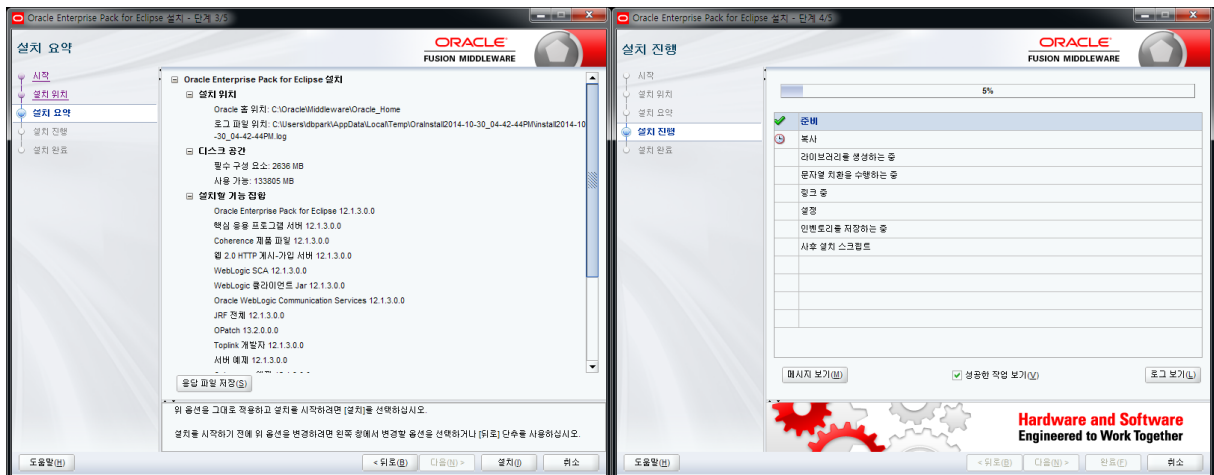 Oracle Enterprise Pack for Eclipse 설치 - 단계 3/5
설치 요약
ORACLE
FUSION MIDDLEWARE
시작
설치 위치
설치 요약
설치 진행
설치 완료
Oracle Enterprise Pack for Eclipse 설치
설치 위치
Oracle 홈 위치: C:\Oracle\Middleware\Oracle_Home
로그 파일 위치: C:\Users\dbpark\AppData\Local\Temp\OraInstall2014-10-30_04-42-44PM\install2014-10
-30_04-42-44PM.log
디스크 공간
필수 구성 요소: 2636 MB
사용 가능: 133805 MB
설치할 기능 집합
Oracle Enterprise Pack for Eclipse 12.1.3.0.0
핵심 응용 프로그램 서버 12.1.3.0.0
Coherence 제품 파일 12.1.3.0.0
웹 2.0 HTTP 게시-가입 서버 12.1.3.0.0
WebLogic SCA 12.1.3.0.0
WebLogic 클라이언트 Jar 12.1.3.0.0
Oracle WebLogic Communication Services 12.1.3.0.0
JRF 전체 12.1.3.0.0
OPatch 13.2.0.0.0
Toplink 개발자 12.1.3.0.0
서버 예제 12.1.3.0.0
응답 파일 저장(S)
위 옵션을 그대로 적용하고 설치를 시작하려면 [설치]를 선택하십시오.
설치를 시작하기 전에 위 옵션을 변경하려면 왼쪽 창에서 변경할 옵션을 선택하거나 [뒤로] 단추를 사용하십시오.
도움말(H)
< 뒤로(B)
다음(N) >
설치(I)
취소
Oracle Enterprise Pack for Eclipse 설치 - 단계 4/5
설치 진행
ORACLE
FUSION MIDDLEWARE
시작
설치 위치
설치 요약
설치 진행
설치 완료
5%
준비
복사
라이브러리를 생성하는 중
문자열 치환을 수행하는 중
링크 중
설정
인벤토리를 저장하는 중
사후 설치 스크립트
메시지 보기(M)
성공한 작업 보기(V)
로그 보기(L)
Hardware and Software
Engineered to Work Together
도움말(H)
< 뒤로(B)
다음(N) >
완료(F)
취소